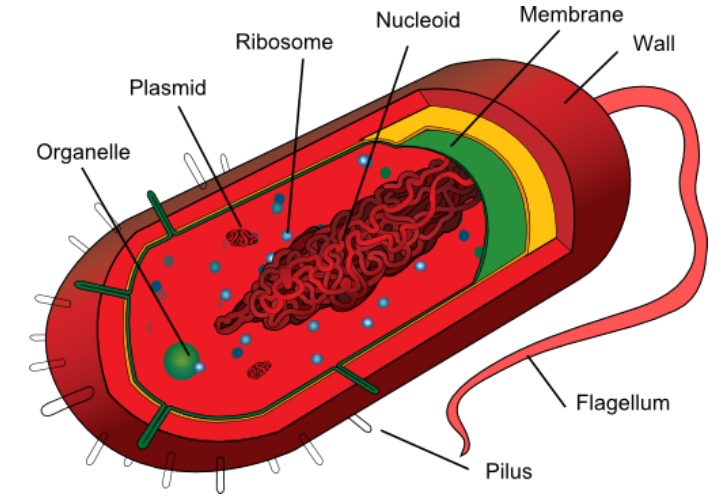 Membrane
Nucleoid
Wall
Ribosome
Plasmid
Organelle
Flagellum
Pilus